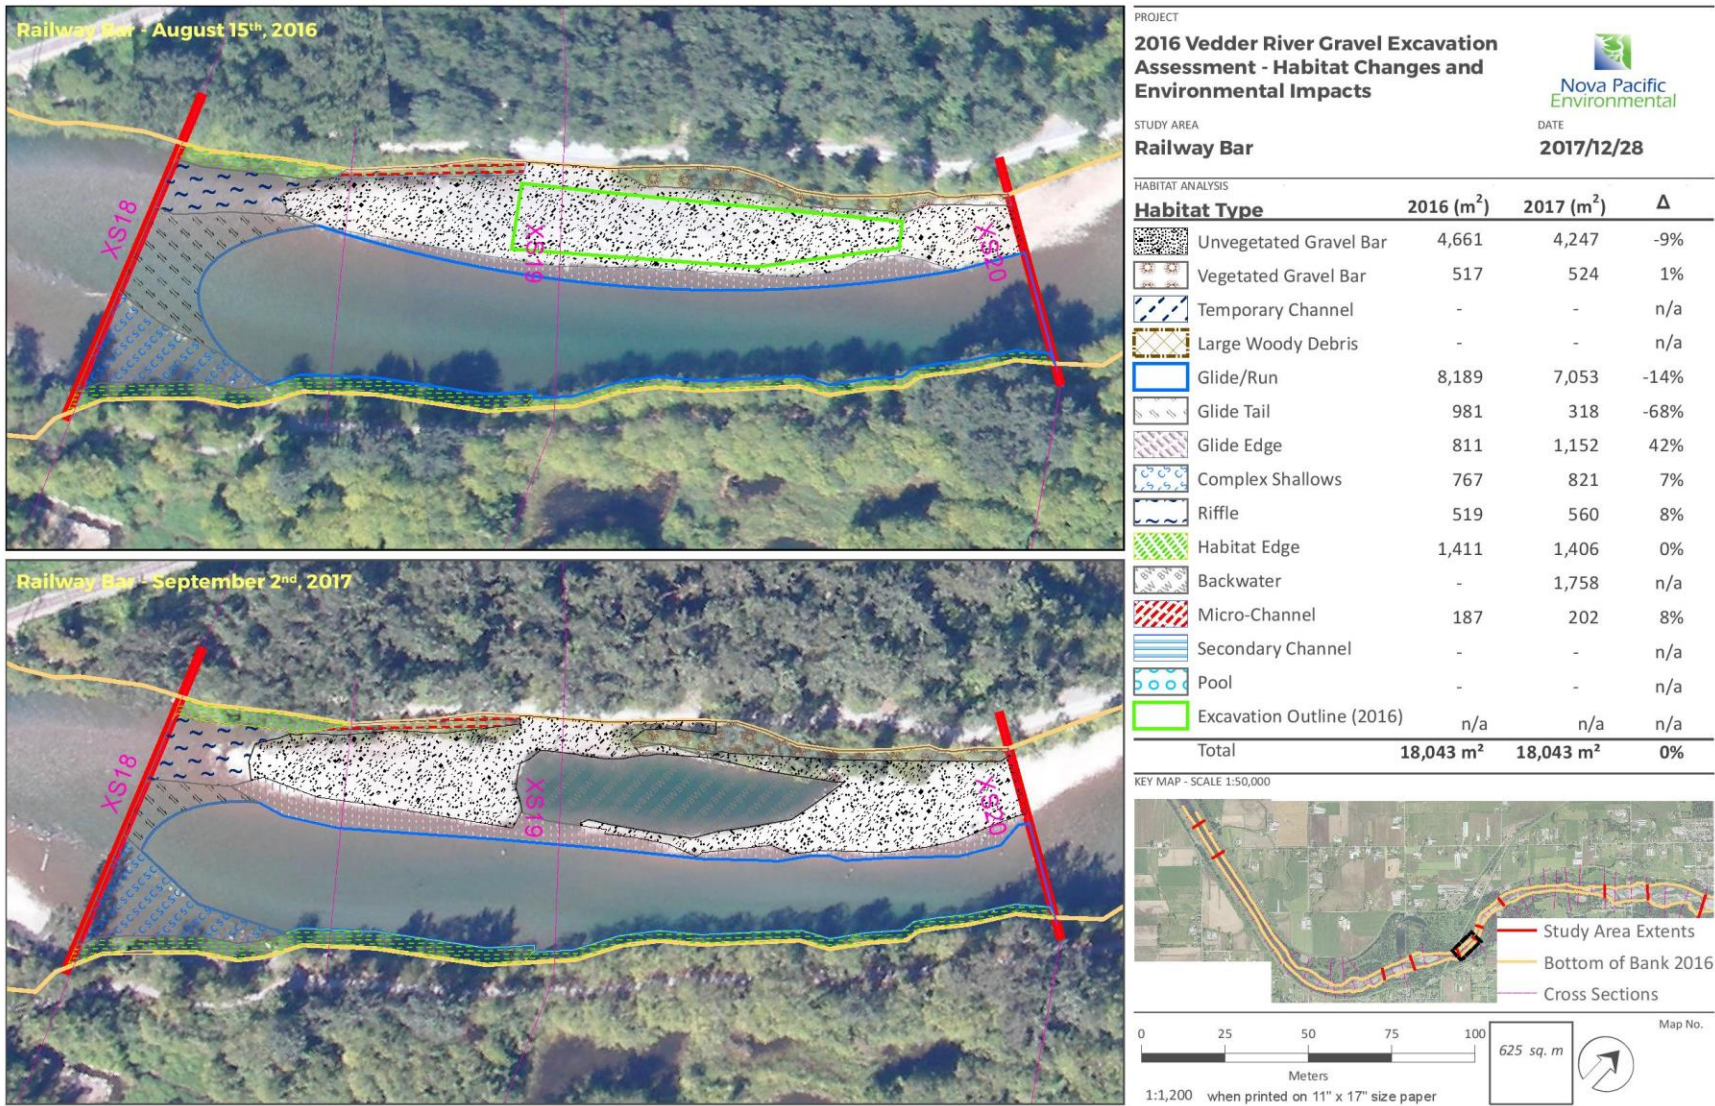 Railway Bar - August 15th, 2016
XS18
XS19
XS20
Railway Bar - September 2nd, 2017
XS18
XS19
XS20
PROJECT
2016 Vedder River Gravel Excavation
Assessment - Habitat Changes and
Environmental Impacts
Nova Pacific
Environmental
STUDY AREA
Railway Bar
DATE
2017/12/28
HABITAT ANALYSIS
Habitat Type 2016 (m²) 2017 (m²) Δ
Unvegetated Gravel Bar 4,661 4,247 -9%
Vegetated Gravel Bar 517 524 1%
Temporary Channel - - n/a
Large Woody Debris - - n/a
Glide/Run 8,189 7,053 -14%
Glide Tail 981 318 -68%
Glide Edge 811 1,152 42%
Complex Shallows 767 821 7%
Riffle 519 560 8%
Habitat Edge 1,411 1,406 0%
Backwater - 1,758 n/a
Micro-Channel 187 202 8%
Secondary Channel - - n/a
Pool - - n/a
Excavation Outline (2016) n/a n/a n/a
Total 18,043 m² 18,043 m² 0%
KEY MAP - SCALE 1:50,000
Study Area Extents
Bottom of Bank 2016
Cross Sections
0 25 50 75 100
Meters
1:1,200 when printed on 11" x 17" size paper
625 sq. m
Map No.